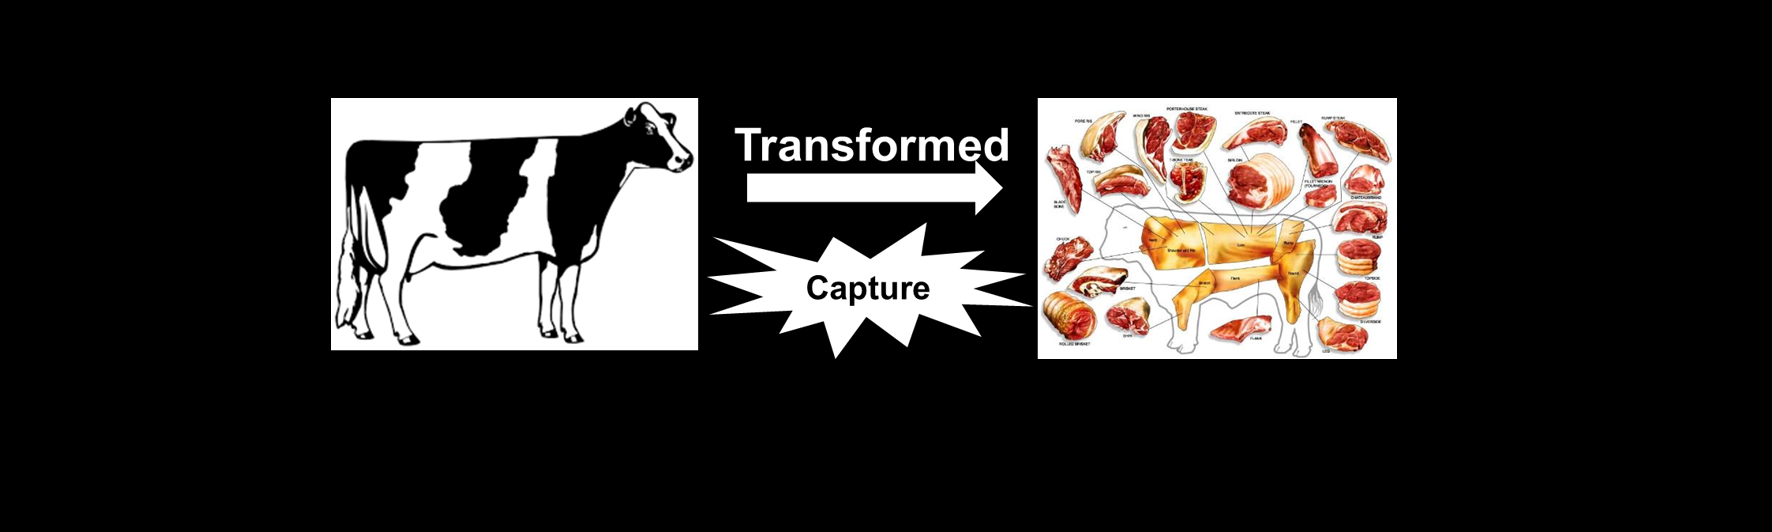 Transformed
Capture
FORE RIB
WING RIB
PORTERHOUSE STEAK
ENTRECOTE STEAK
FILLET
RUMP STEAK
T-BONE STEAK
SIRLOIN
TOP RIB
FILLET MIGNON
(TOURNEDOS)
CHATEAUBRIAND
BLADE
BONE
RUMP
CHUCK
Neck
Shoulder and Rib
Loin
Rump
TOPSIDE
Flank
Round
BRISKET
SILVERSIDE
ROLLED BRISKET
FLANK
LEG